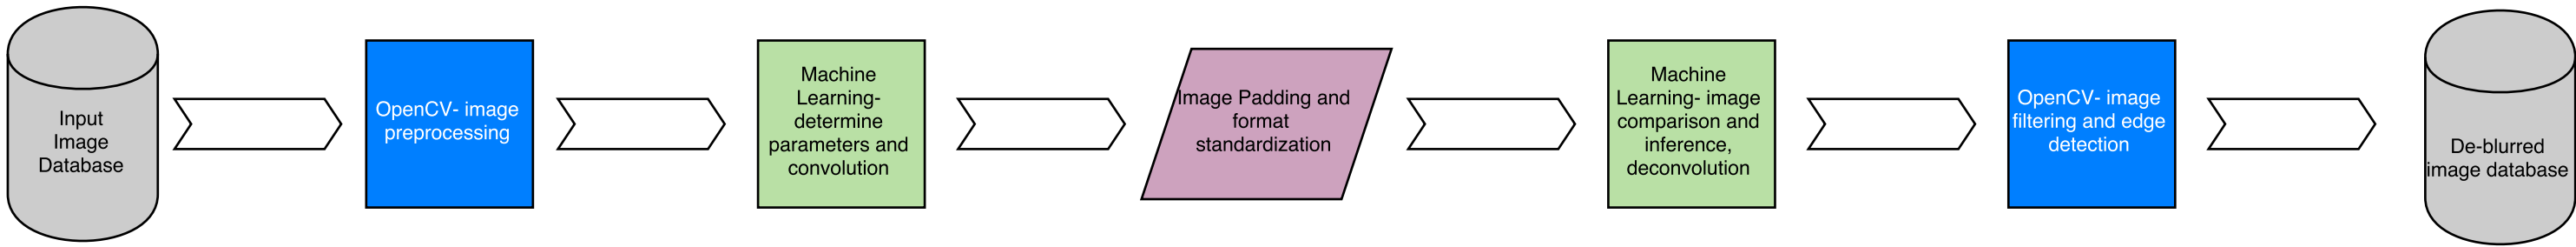 Input
Image
Database
OpenCV- image
preprocessing
Machine
Learning-
determine
parameters and
convolution
Image Padding and
format
standardization
Machine
Learning- image
comparison and
inference,
deconvolution
OpenCV- image
filtering and edge
detection
De-blurred
image database